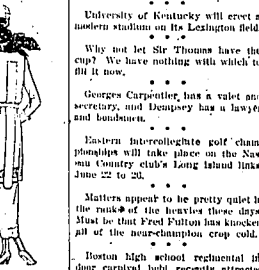 University of Kentucky will erect a
modern stadium on its Lexington field
Why not let Sir Thomas have the
cup? We have nothing with which to
fill it now.
Georges Carpentier has a valet and
secretary, and Dempsey has a lawyer
and bondsmen.
Eastern intercollegiate golf cham
pionships will take place on the Nas
sau Country club's Long Island links
June 22 to 26.
Matters appear to be pretty quiet in
the ranks of the heavies these days
Must be that Fred Fulton has knocked
all of the near-champion crop cold.
Boston high school regimental in
door carnival held recently attracted